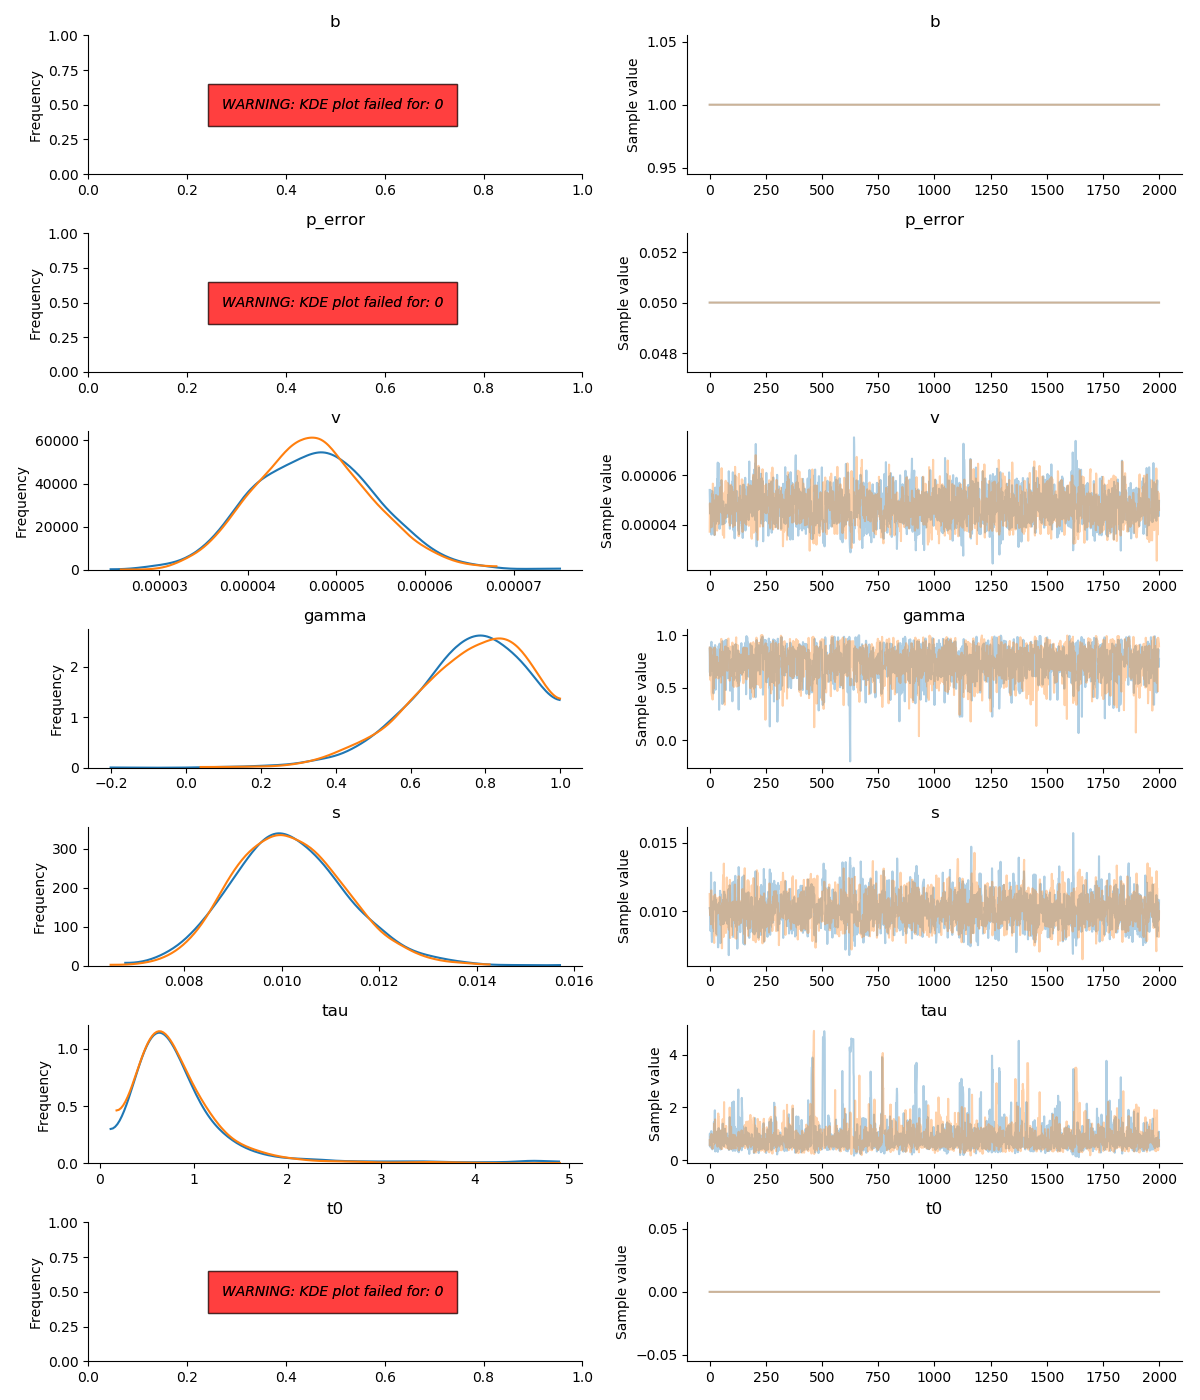 b
b
1.00
0.75
0.50
0.25
0.00
Frequency
WARNING: KDE plot failed for: 0
0.0 0.2 0.4 0.6 0.8 1.0
1.05
1.00
0.95
Sample value
0 250 500 750 1000 1250 1500 1750 2000
p_error
p_error
1.00
0.75
0.50
0.25
0.00
Frequency
WARNING: KDE plot failed for: 0
0.0 0.2 0.4 0.6 0.8 1.0
0.052
0.050
0.048
Sample value
0 250 500 750 1000 1250 1500 1750 2000
v
v
60000
40000
20000
0
Frequency
0.00003 0.00004 0.00005 0.00006 0.00007
0.00006
0.00004
Sample value
0 250 500 750 1000 1250 1500 1750 2000
gamma
gamma
2
1
0
Frequency
−0.2 0.0 0.2 0.4 0.6 0.8 1.0
1.0
0.5
0.0
Sample value
0 250 500 750 1000 1250 1500 1750 2000
s
s
300
200
100
0
Frequency
0.008 0.010 0.012 0.014 0.016
0.015
0.010
Sample value
0 250 500 750 1000 1250 1500 1750 2000
tau
tau
1.0
0.5
0.0
Frequency
0 1 2 3 4 5
4
2
0
Sample value
0 250 500 750 1000 1250 1500 1750 2000
t0
t0
1.00
0.75
0.50
0.25
0.00
Frequency
WARNING: KDE plot failed for: 0
0.0 0.2 0.4 0.6 0.8 1.0
0.05
0.00
−0.05
Sample value
0 250 500 750 1000 1250 1500 1750 2000